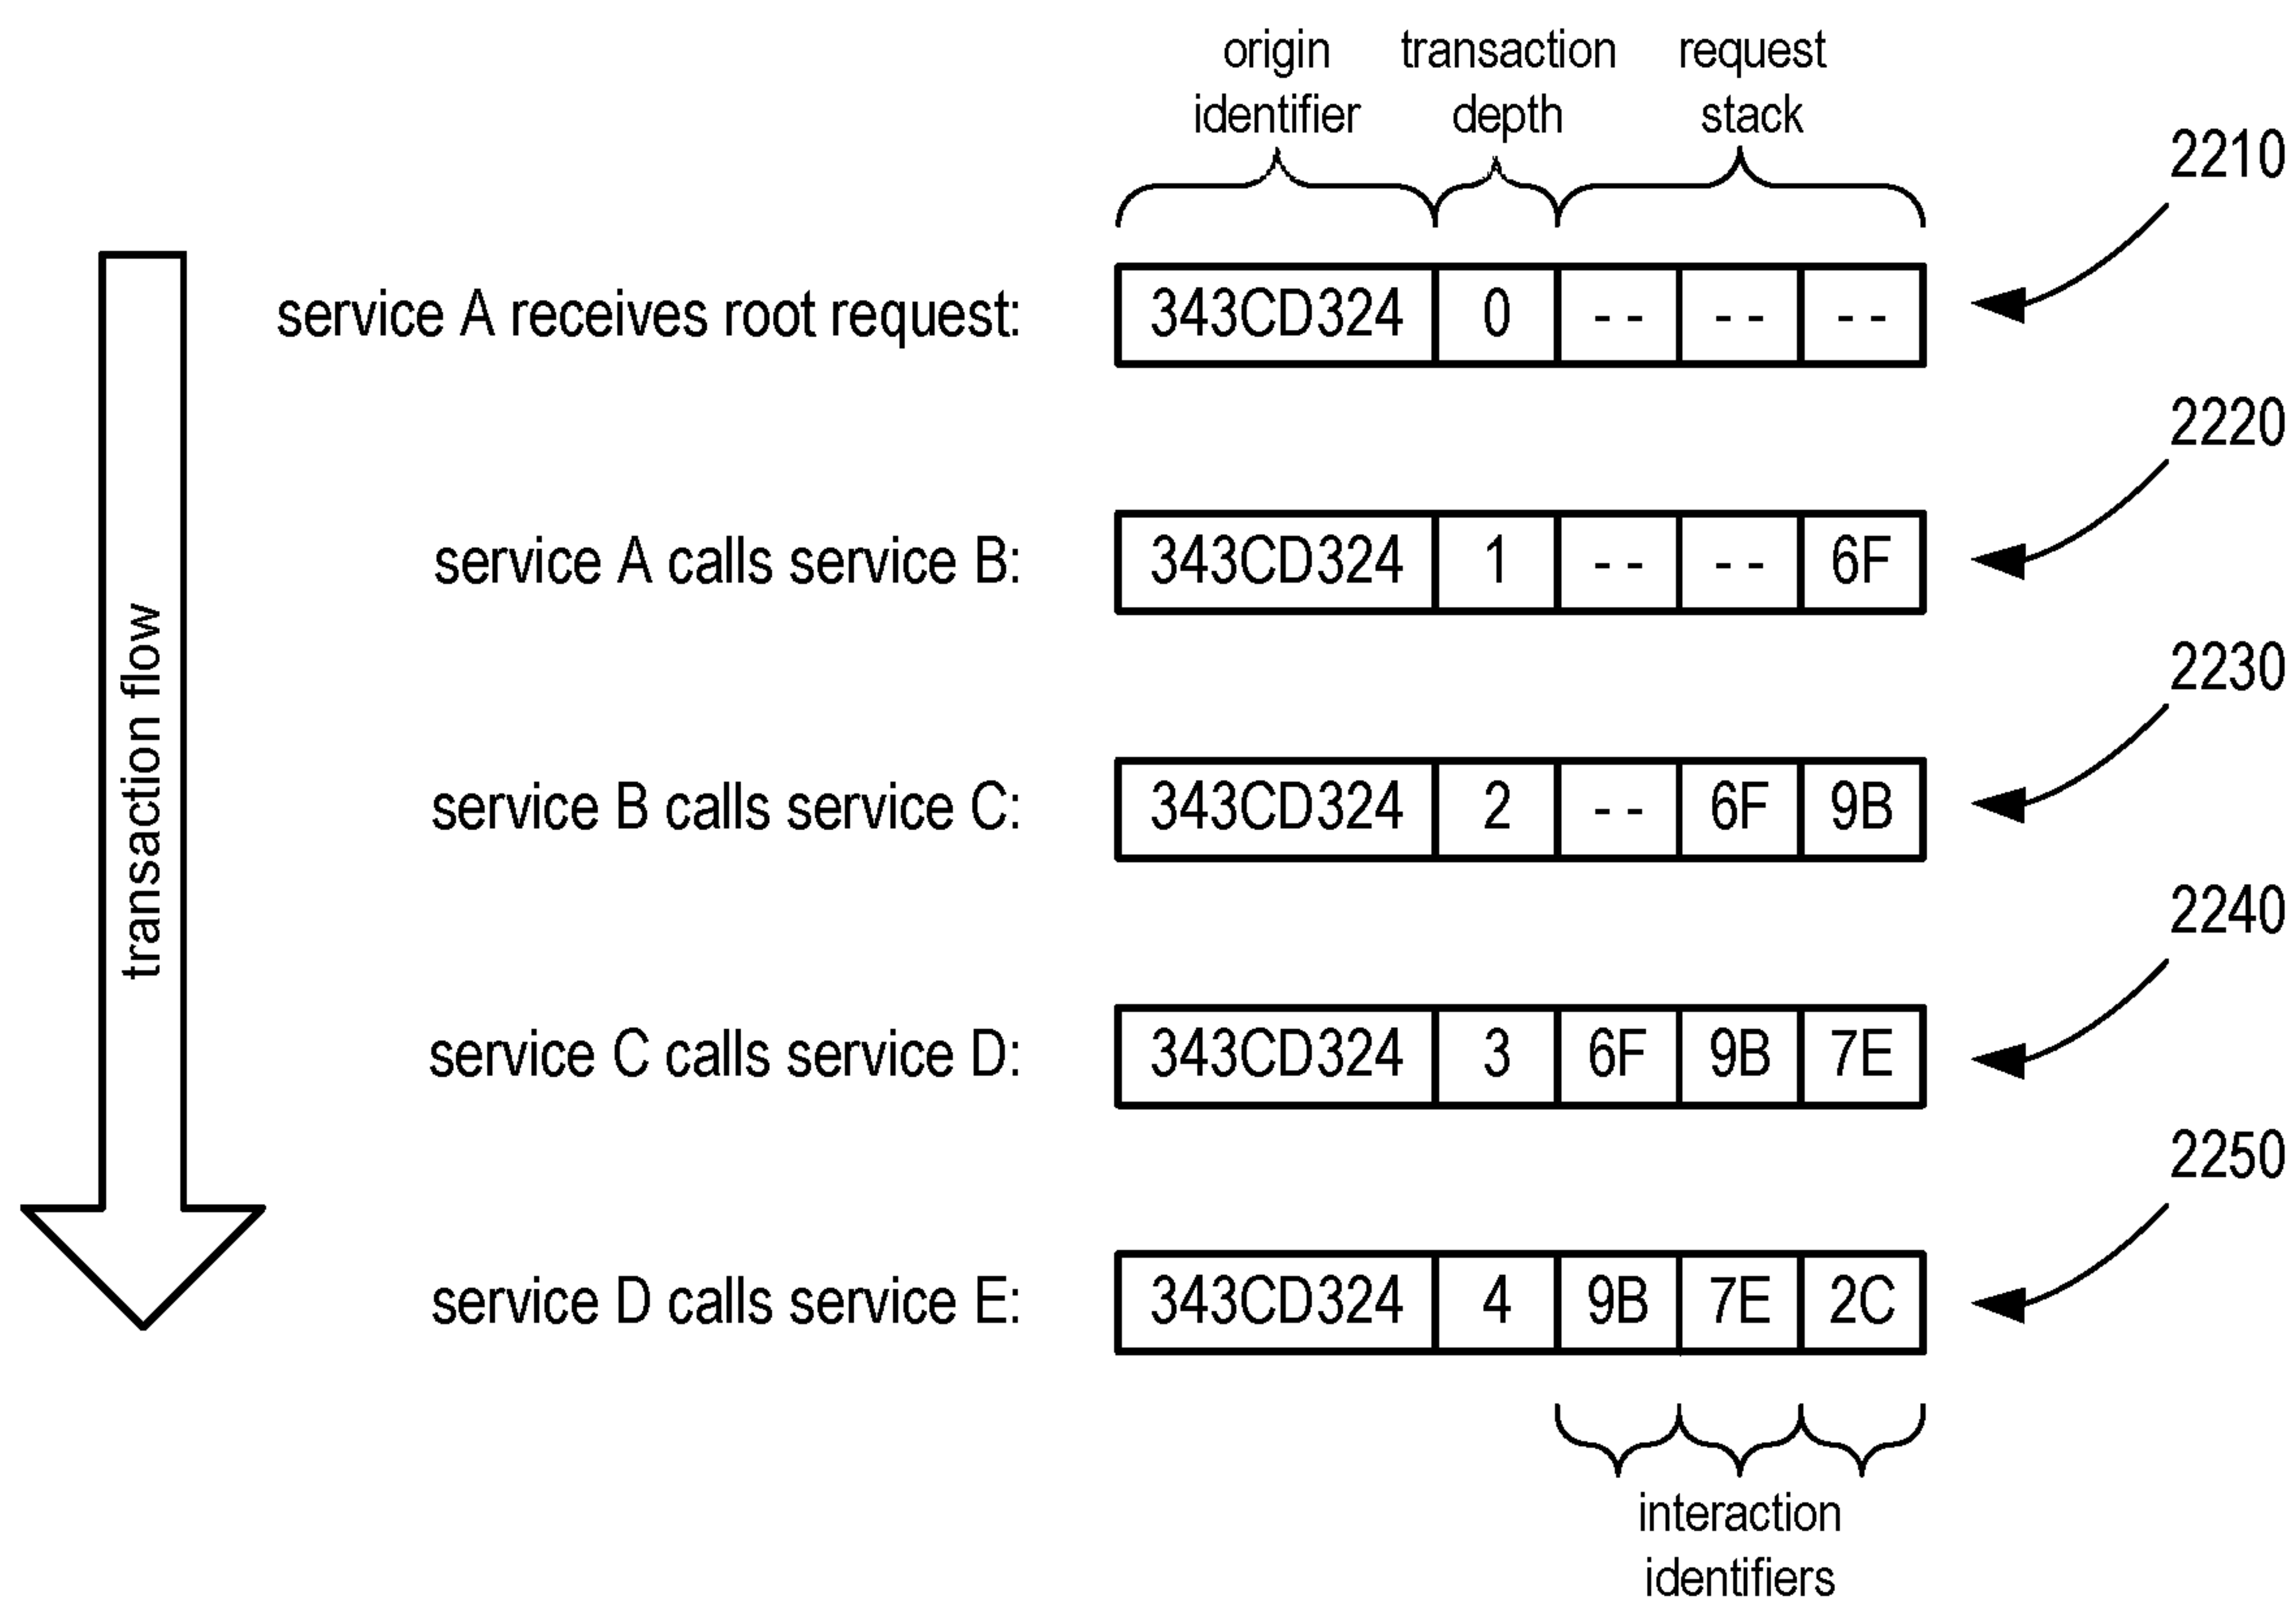 origin transaction request
identifier depth stack
2210
service A receives root request: 343CD324 0 -- -- --
2220
service A calls service B: 343CD324 1 -- -- 6F
2230
service B calls service C: 343CD324 2 -- 6F 9B
transaction flow
2240
service C calls service D: 343CD324 3 6F 9B 7E
2250
service D calls service E: 343CD324 4 9B 7E 2C
interaction
identifiers